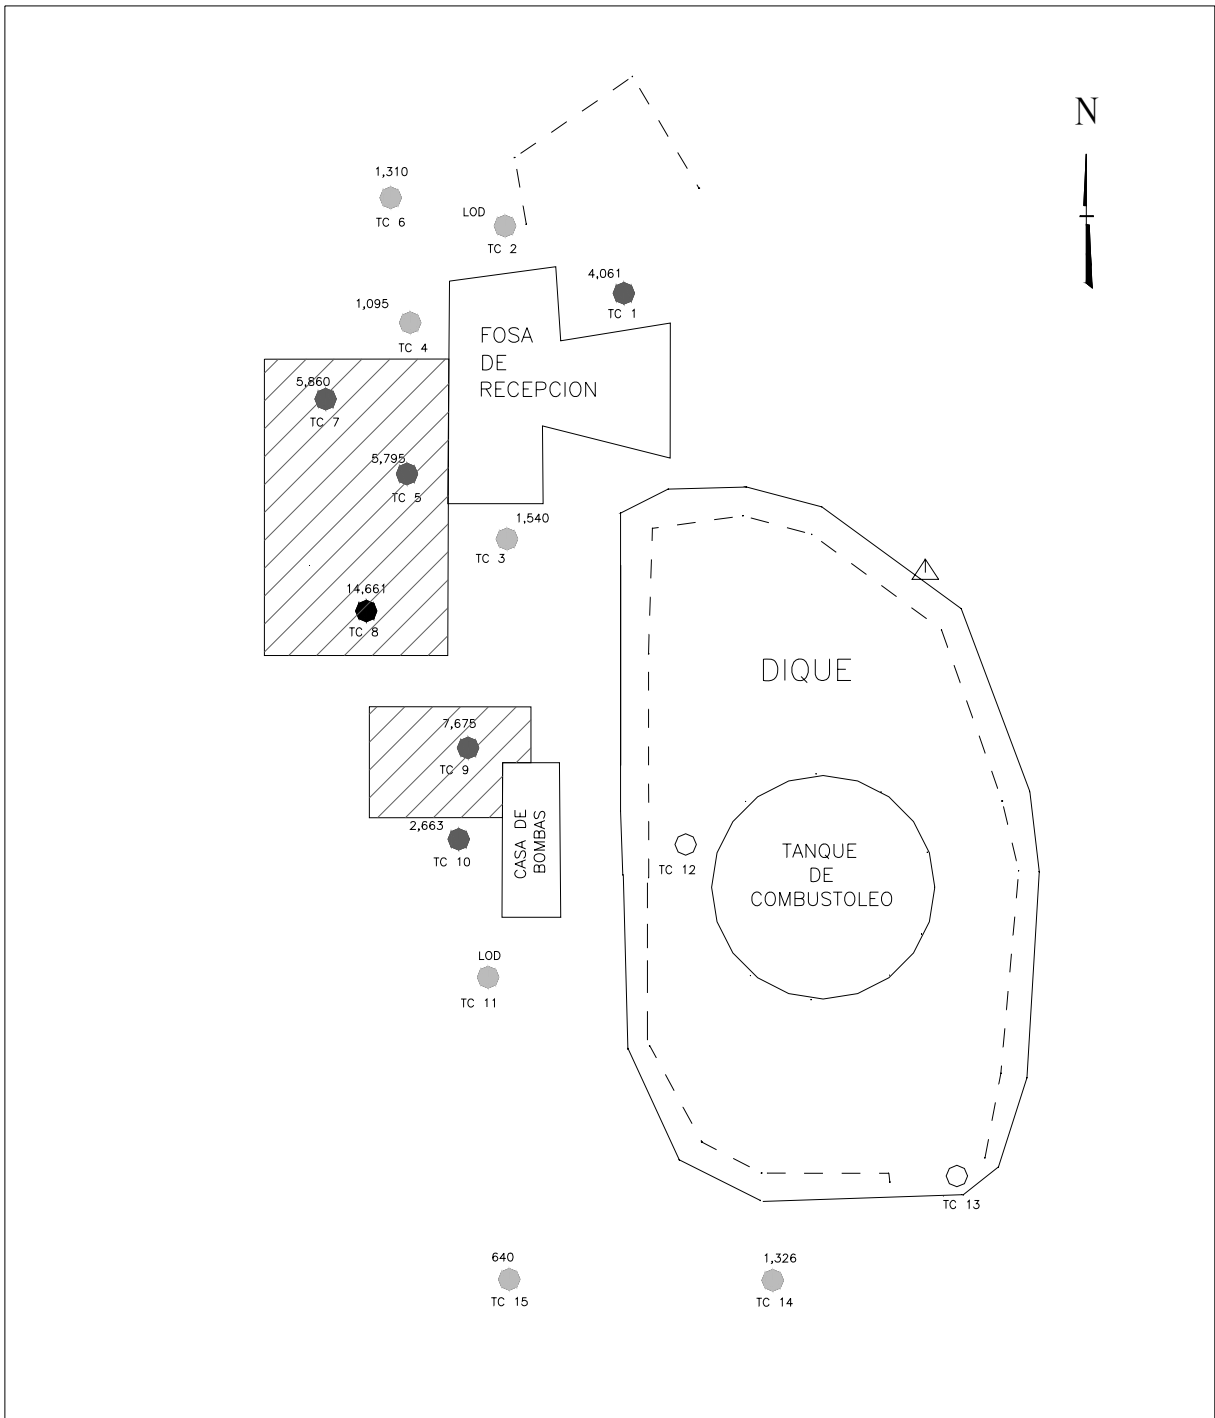 N
1,310
TC 6
LOD
TC 2
4,061
TC 1
1,095
TC 4
FOSA
DE
RECEPCION
5,860
TC 7
5,795
TC 5
1,540
TC 3
14,661
TC 8
DIQUE
7,675
TC 9
2,663
TC 10
CASA DE
BOMBAS
TC 12
TANQUE
DE
COMBUSTOLEO
LOD
TC 11
TC 13
640
TC 15
1,326
TC 14